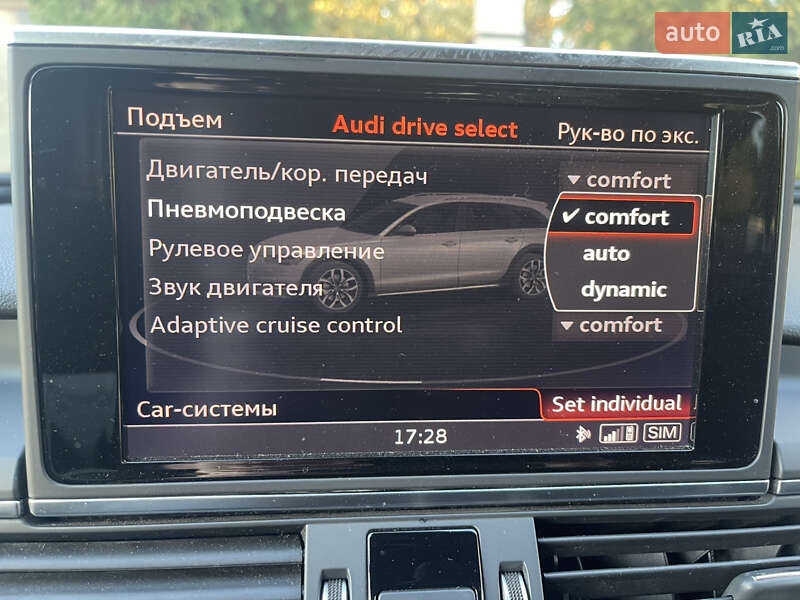 auto RIA .com
Подъем Audi drive select Рук-во по экс.
Двигатель/кор. передач comfort
Пневмоподвеска ✔ comfort
Рулевое управление auto
Звук двигателя dynamic
Adaptive cruise control comfort
Car-системы Set individual
17:28 SIM